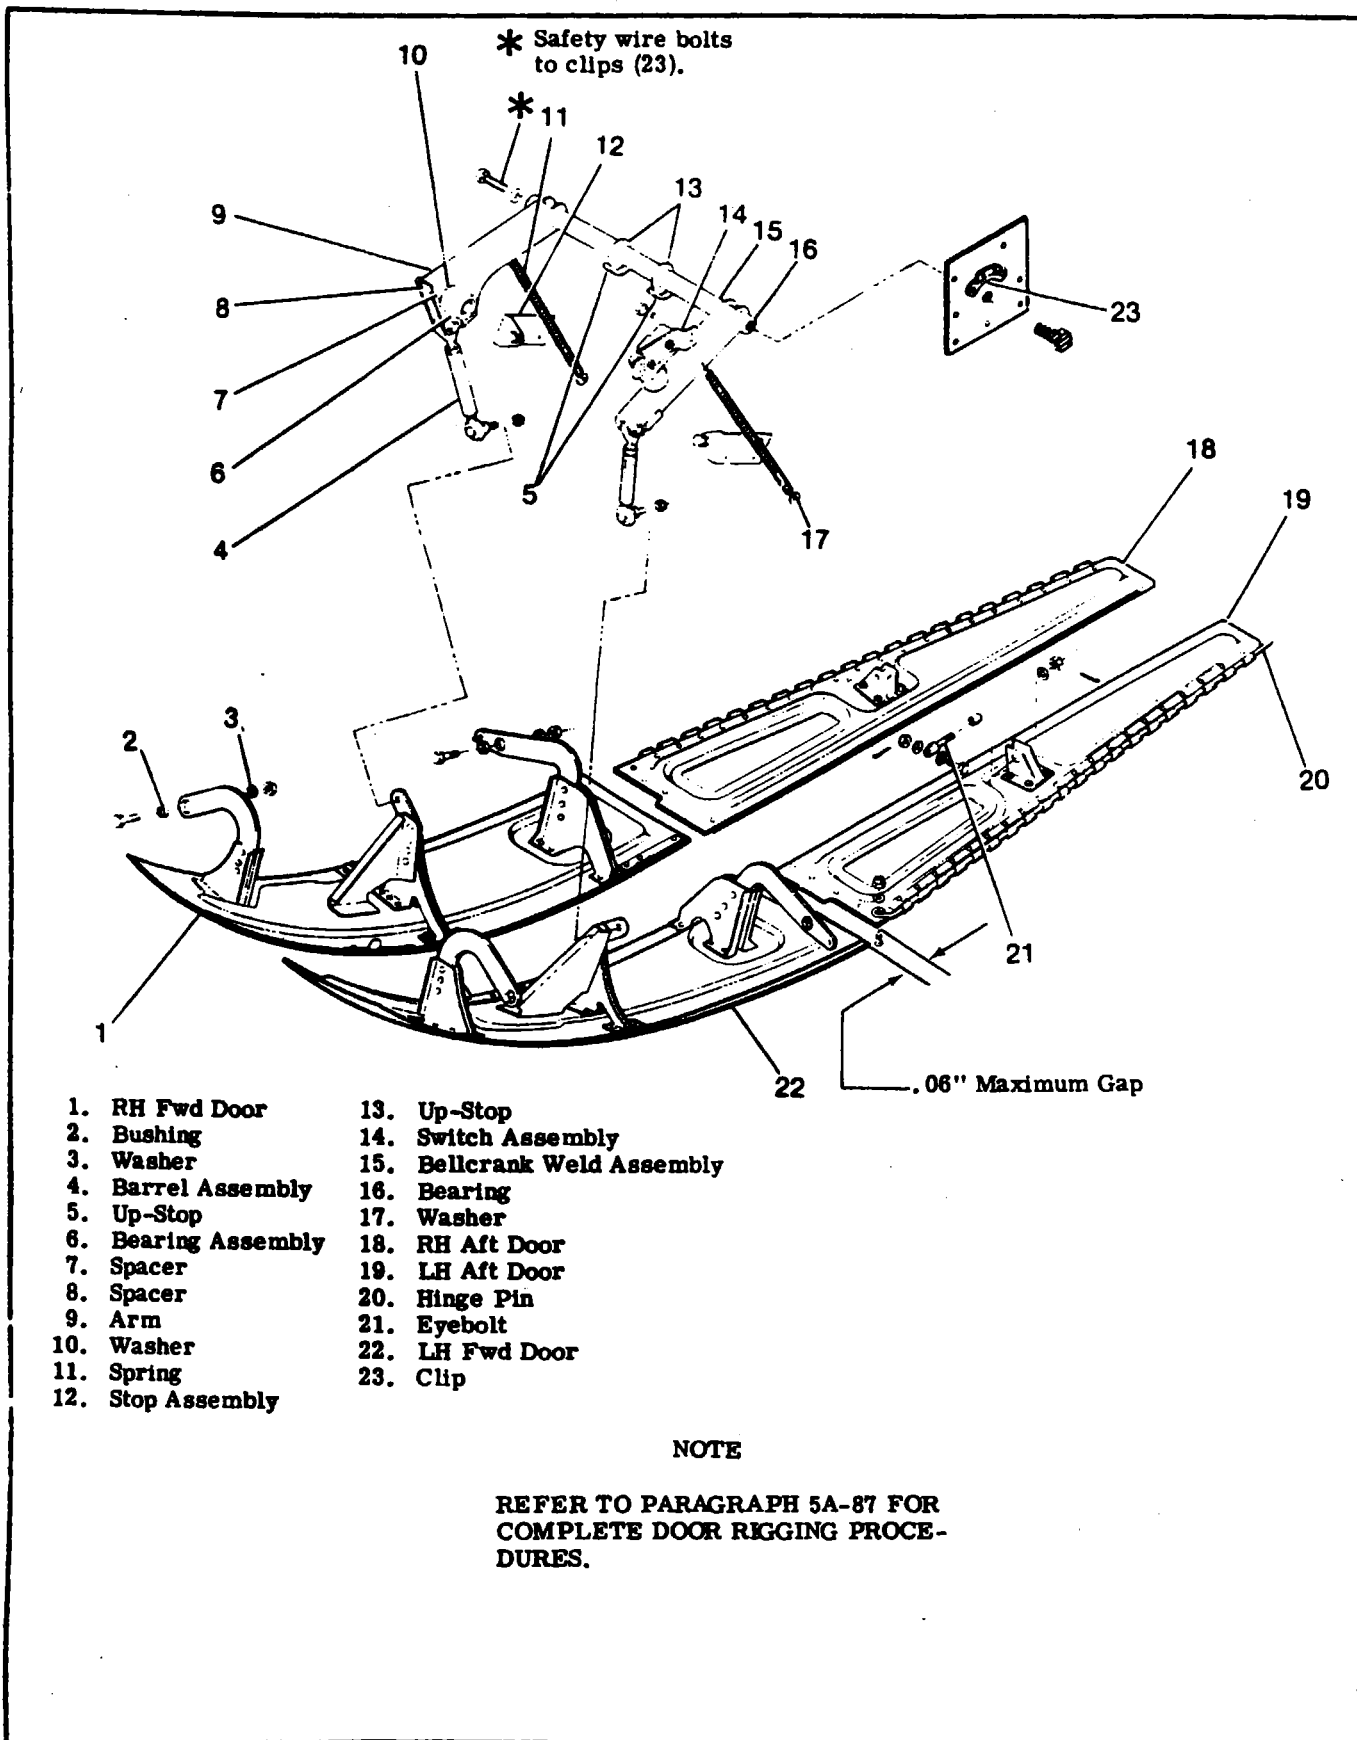 * Safety wire bolts
to clips (23).
10
* 11
12
13
14
15
16
9
8
7
6
4
5
17
23
18
19
20
21
3
2
1
22
.06" Maximum Gap
1. RH Fwd Door
2. Bushing
3. Washer
4. Barrel Assembly
5. Up-Stop
6. Bearing Assembly
7. Spacer
8. Spacer
9. Arm
10. Washer
11. Spring
12. Stop Assembly
13. Up-Stop
14. Switch Assembly
15. Bellcrank Weld Assembly
16. Bearing
17. Washer
18. RH Aft Door
19. LH Aft Door
20. Hinge Pin
21. Eyebolt
22. LH Fwd Door
23. Clip
NOTE
REFER TO PARAGRAPH 5A-87 FOR
COMPLETE DOOR RIGGING PROCE-
DURES.